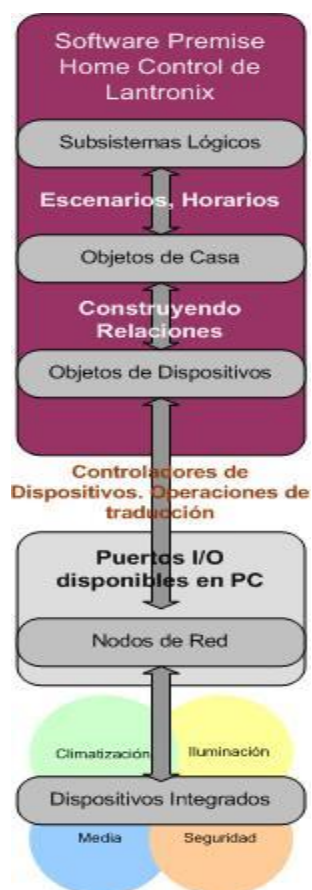 Software Premise
Home Control de
Lantronix
Subsistemas Lógicos
Escenarios, Horarios
Objetos de Casa
Construyendo
Relaciones
Objetos de Dispositivos
Controladores de
Dispositivos. Operaciones de
traducción
Puertos I/O
disponibles en PC
Nodos de Red
Climatización
Iluminación
Dispositivos Integrados
Media
Seguridad